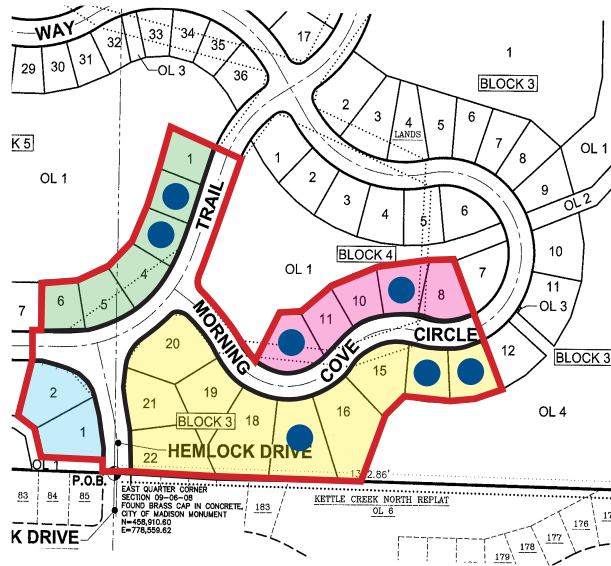 WAY
32
33
34
35
36
17
29
30
31
OL 3
1
BLOCK 3
2
3
4
LANDS
5
6
7
8
OL 1
K 5
OL 1
1
TRAIL
1
2
3
4
5
6
9
OL 2
BLOCK 4
10
OL 1
7
11
OL 3
4
6
5
7
MORNING
11
10
8
COVE
CIRCLE
12
BLOCK 3
20
19
15
16
18
21
22
BLOCK 3
OL 4
2
1
HEMLOCK DRIVE
OL 1
P.O.B.
2.86'
83
84
85
EAST QUARTER CORNER
SECTION 09-06-08
FOUND BRASS CAP IN CONCRETE,
CITY OF MADISON MONUMENT
N=458,910.60
E=778,559.62
183
KETTLE CREEK NORTH REPLAT
OL 6
K DRIVE
179
178
177
176